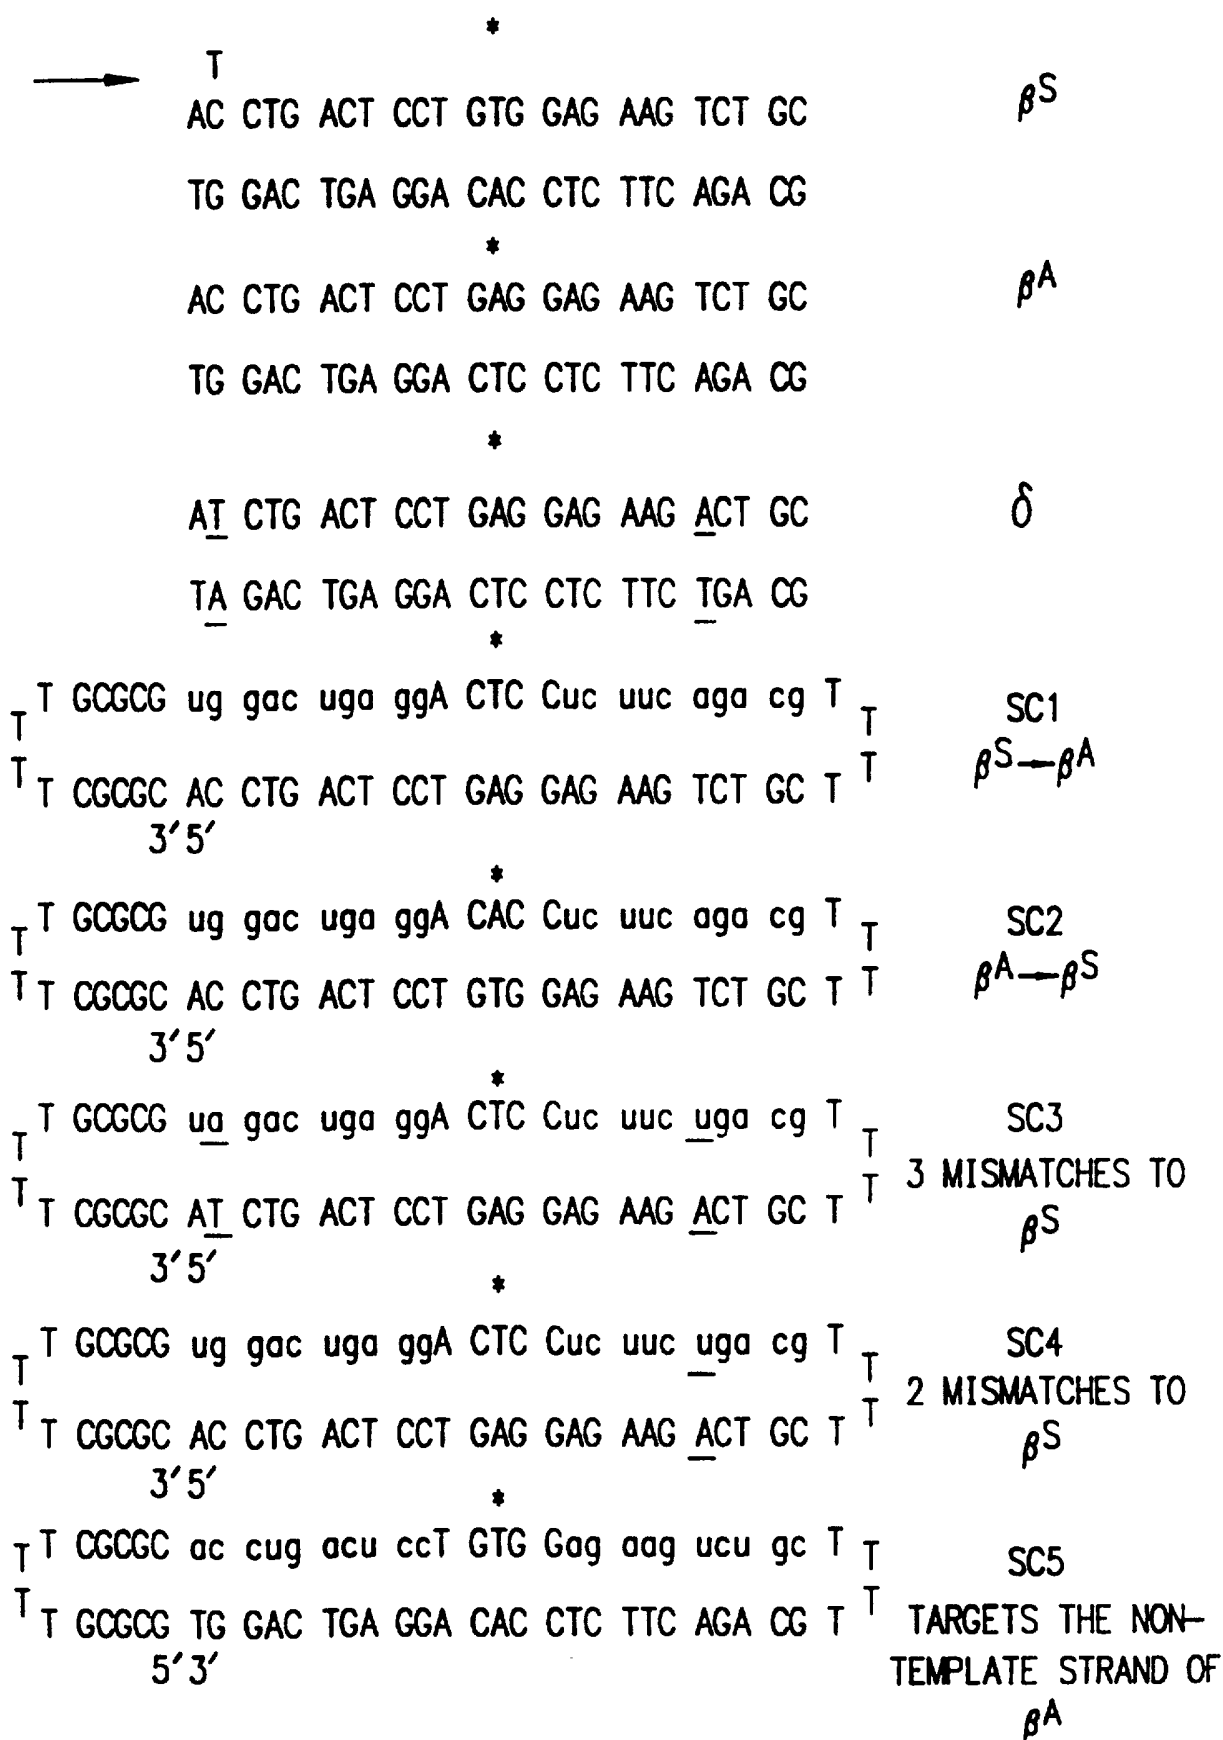 *
T
AC CTG ACT CCT GTG GAG AAG TCT GC βS
TG GAC TGA GGA CAC CTC TTC AGA CG
*
AC CTG ACT CCT GAG GAG AAG TCT GC βA
TG GAC TGA GGA CTC CTC TTC AGA CG
*
AT CTG ACT CCT GAG GAG AAG ACT GC δ
TA GAC TGA GGA CTC CTC TTC TGA CG
*
T T GCGCG ug gac uga ggA CTC Cuc uuc aga cg T T SC1
T T CGCGC AC CTG ACT CCT GAG GAG AAG TCT GC T T βS→βA
3′5′
*
T T GCGCG ug gac uga ggA CAC Cuc uuc aga cg T T SC2
T T CGCGC AC CTG ACT CCT GTG GAG AAG TCT GC T T βA→βS
3′5′
*
T T GCGCG ua gac uga ggA CTC Cuc uuc uga cg T T SC3
3 MISMATCHES TO
T T CGCGC AT CTG ACT CCT GAG GAG AAG ACT GC T T βS
3′5′
*
T T GCGCG ug gac uga ggA CTC Cuc uuc uga cg T T SC4
2 MISMATCHES TO
T T CGCGC AC CTG ACT CCT GAG GAG AAG ACT GC T T βS
3′5′
*
T T CGCGC ac cug acu ccT GTG Gag aag ucu gc T T SC5
T T GCGCG TG GAC TGA GGA CAC CTC TTC AGA CG T T TARGETS THE NON-
5′3′ TEMPLATE STRAND OF
βA